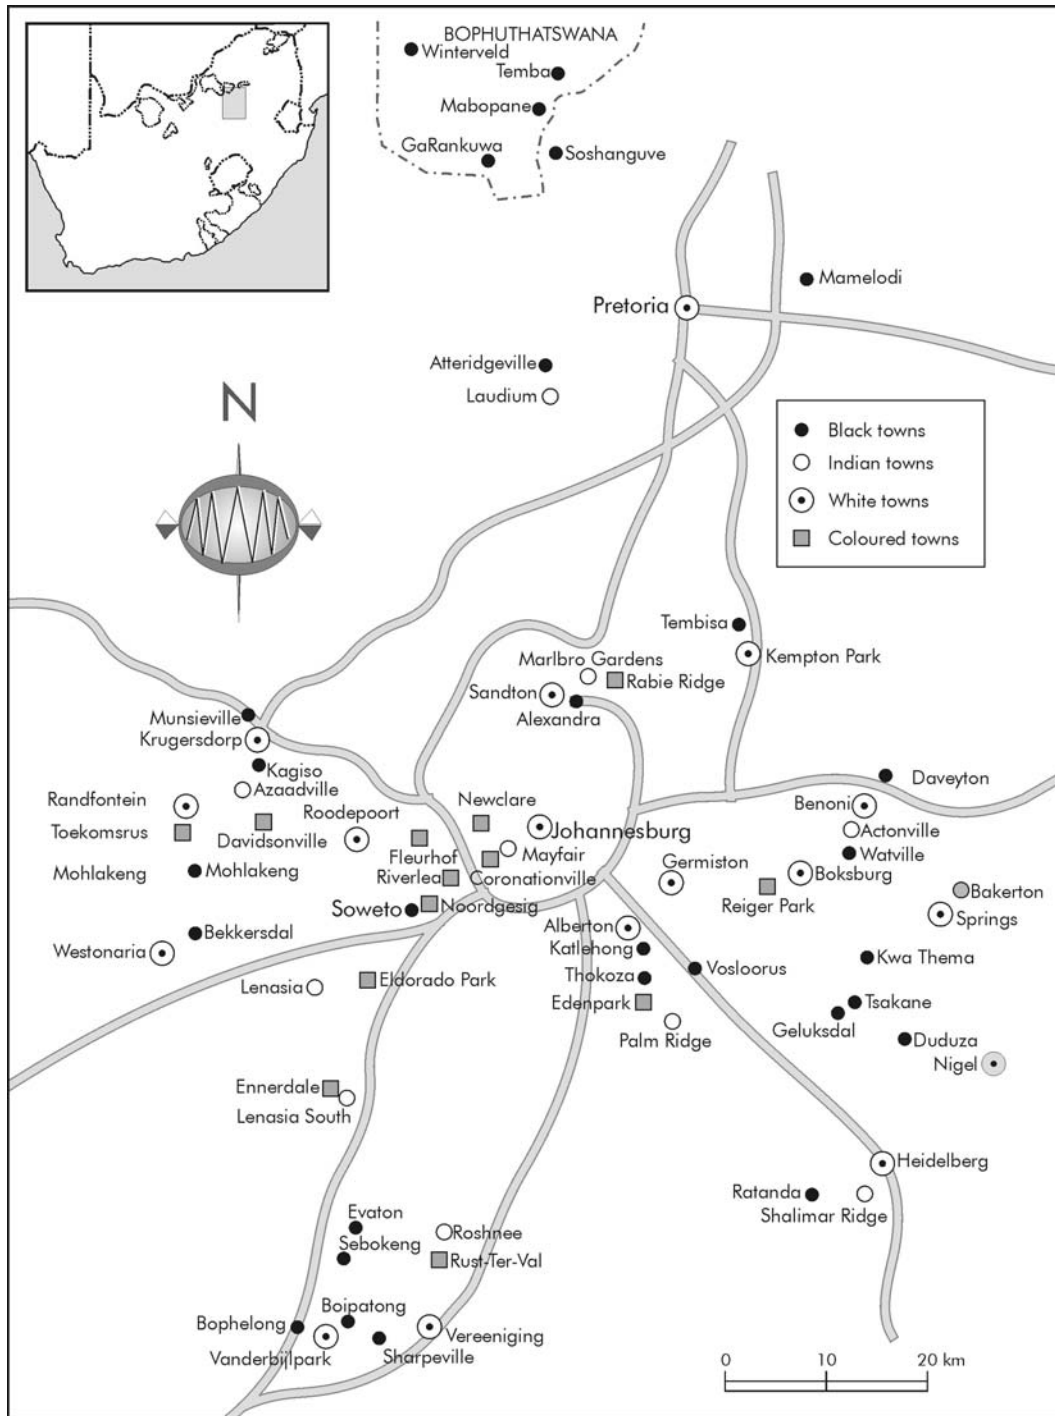 BOPHUTHATSWANA
Winterveld
Temba
Mabopane
GaRankuwa
Soshanguve
Mamelodi
Pretoria
Atteridgeville
Laudium
N
Black towns
Indian towns
White towns
Coloured towns
Tembisa
Kempton Park
Marlbro Gardens
Rabie Ridge
Sandton
Alexandra
Munsieville
Krugersdorp
Kagiso
Azaadville
Daveyton
Randfontein
Roodepoort
Newclare
Benoni
Toekomsrus
Davidsonville
Johannesburg
Actonville
Fleurhof
Mayfair
Germiston
Watville
Mohlakeng
Mohlakeng
Riverlea
Coronationville
Boksburg
Bakerton
Reiger Park
Soweto
Noordgesig
Springs
Alberton
Bekkersdal
Westonaria
Katlehong
Kwa Thema
Vosloorus
Eldorado Park
Thokoza
Lenasia
Edenpark
Tsakane
Geluksdal
Palm Ridge
Duduza
Nigel
Ennerdale
Lenasia South
Heidelberg
Ratanda
Shalimar Ridge
Evaton
Roshnee
Sebokeng
Rust-Ter-Val
Boipatong
Bophelong
Vereeniging
Vanderbijlpark
Sharpeville
0 10 20 km